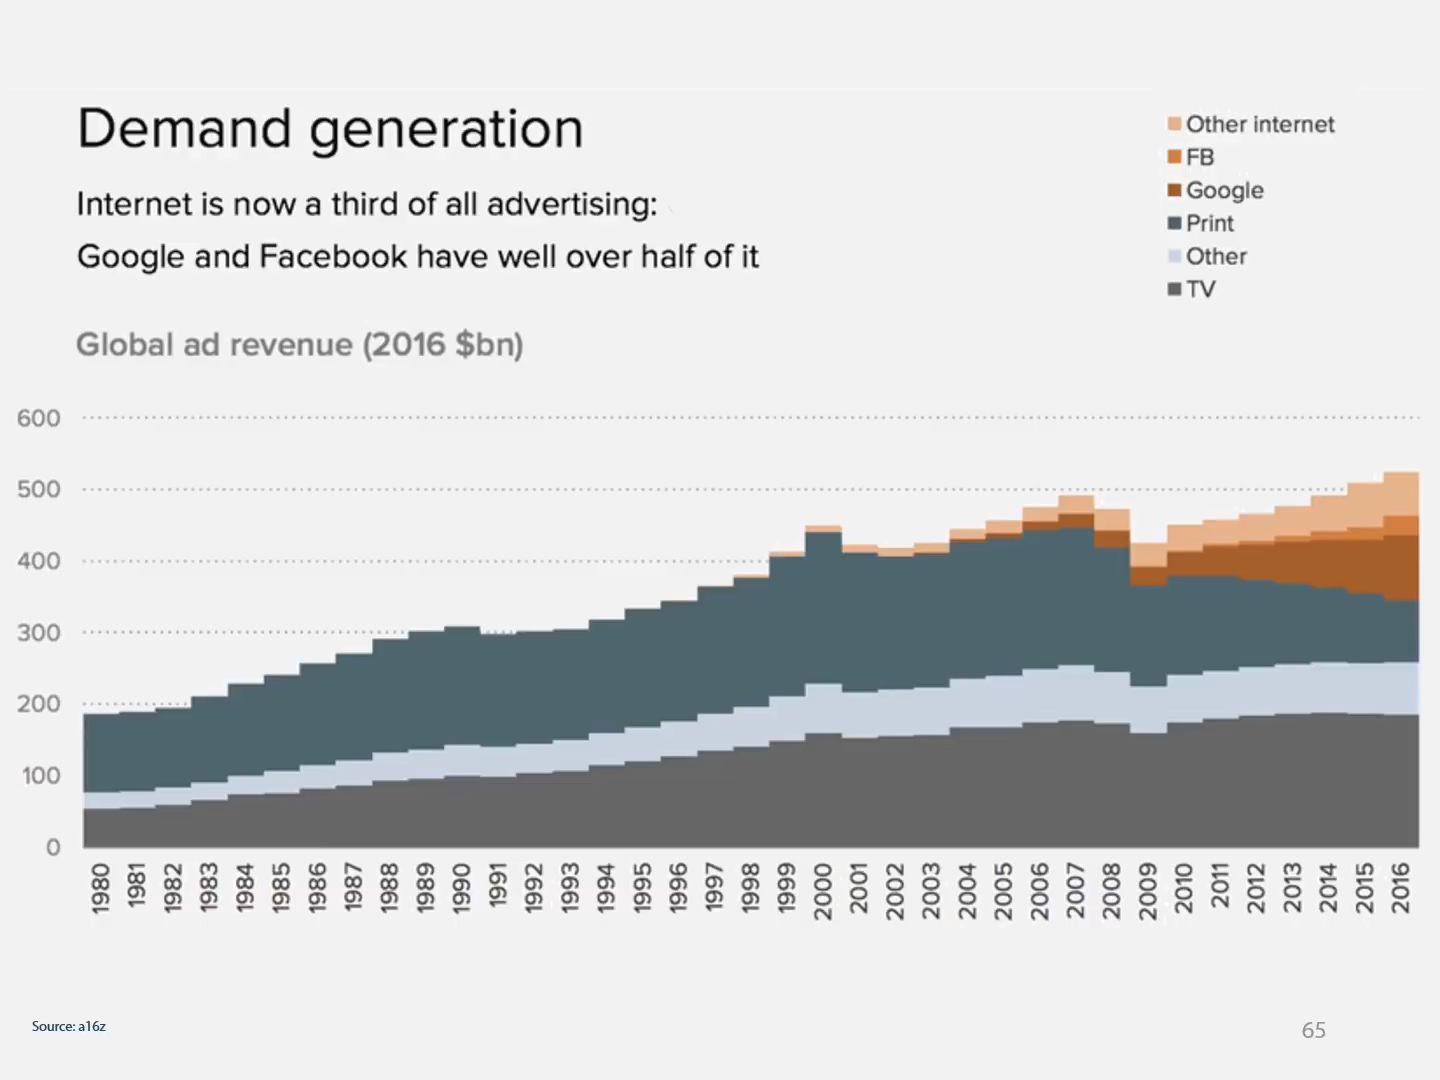 Demand generation
Internet is now a third of all advertising:
Google and Facebook have well over half of it
Other internet
FB
Google
Print
Other
TV
Global ad revenue (2016 $bn)
600
500
400
300
200
100
0
1980 1981 1982 1983 1984 1985 1986 1987 1988 1989 1990 1991 1992 1993 1994 1995 1996 1997 1998 1999 2000 2001 2002 2003 2004 2005 2006 2007 2008 2009 2010 2011 2012 2013 2014 2015 2016
Source: a16z
65